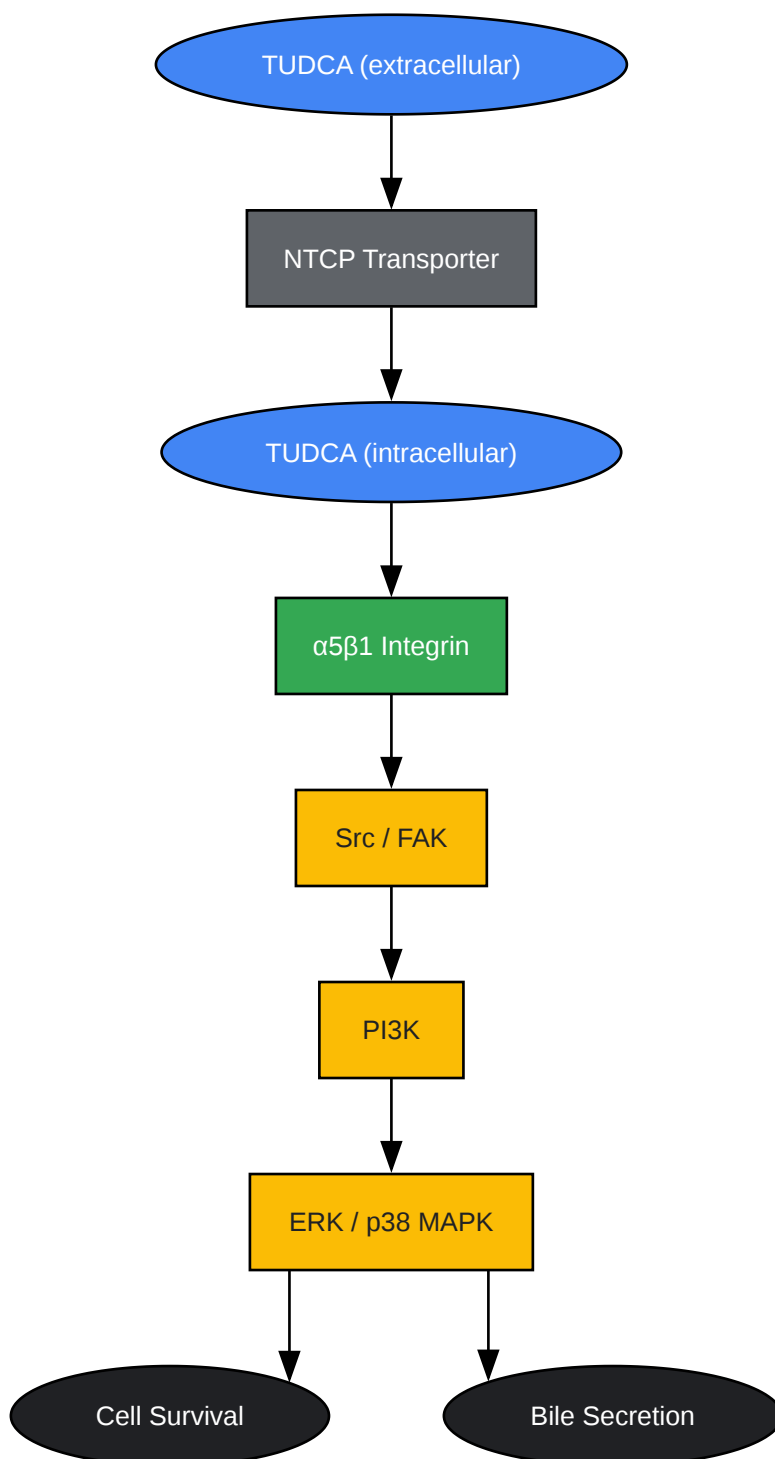 TUDCA (extracellular)
NTCP Transporter
TUDCA (intracellular)
α5β1 Integrin
Src / FAK
PI3K
ERK / p38 MAPK
Cell Survival
Bile Secretion